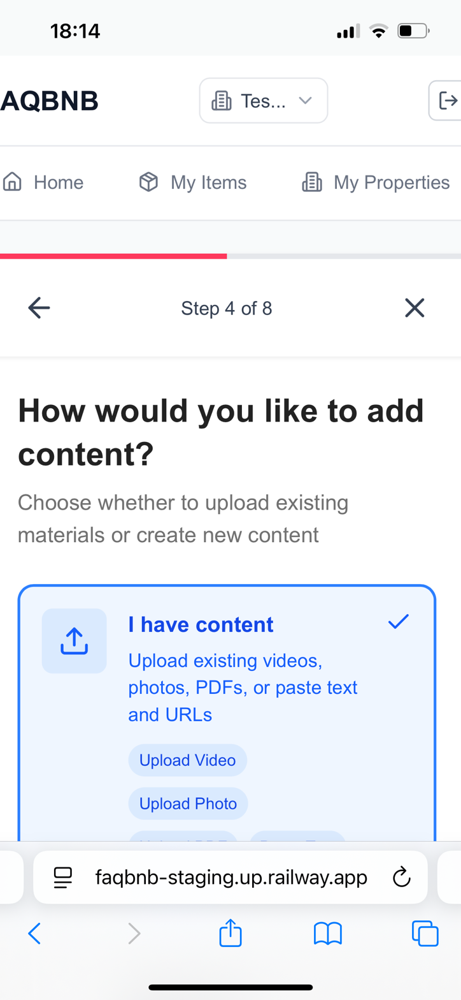 18:14
AQBNB
Tes...
Home
My Items
My Properties
Step 4 of 8
How would you like to add
content?
Choose whether to upload existing
materials or create new content
I have content
Upload existing videos,
photos, PDFs, or paste text
and URLs
Upload Video
Upload Photo
faqbnb-staging.up.railway.app